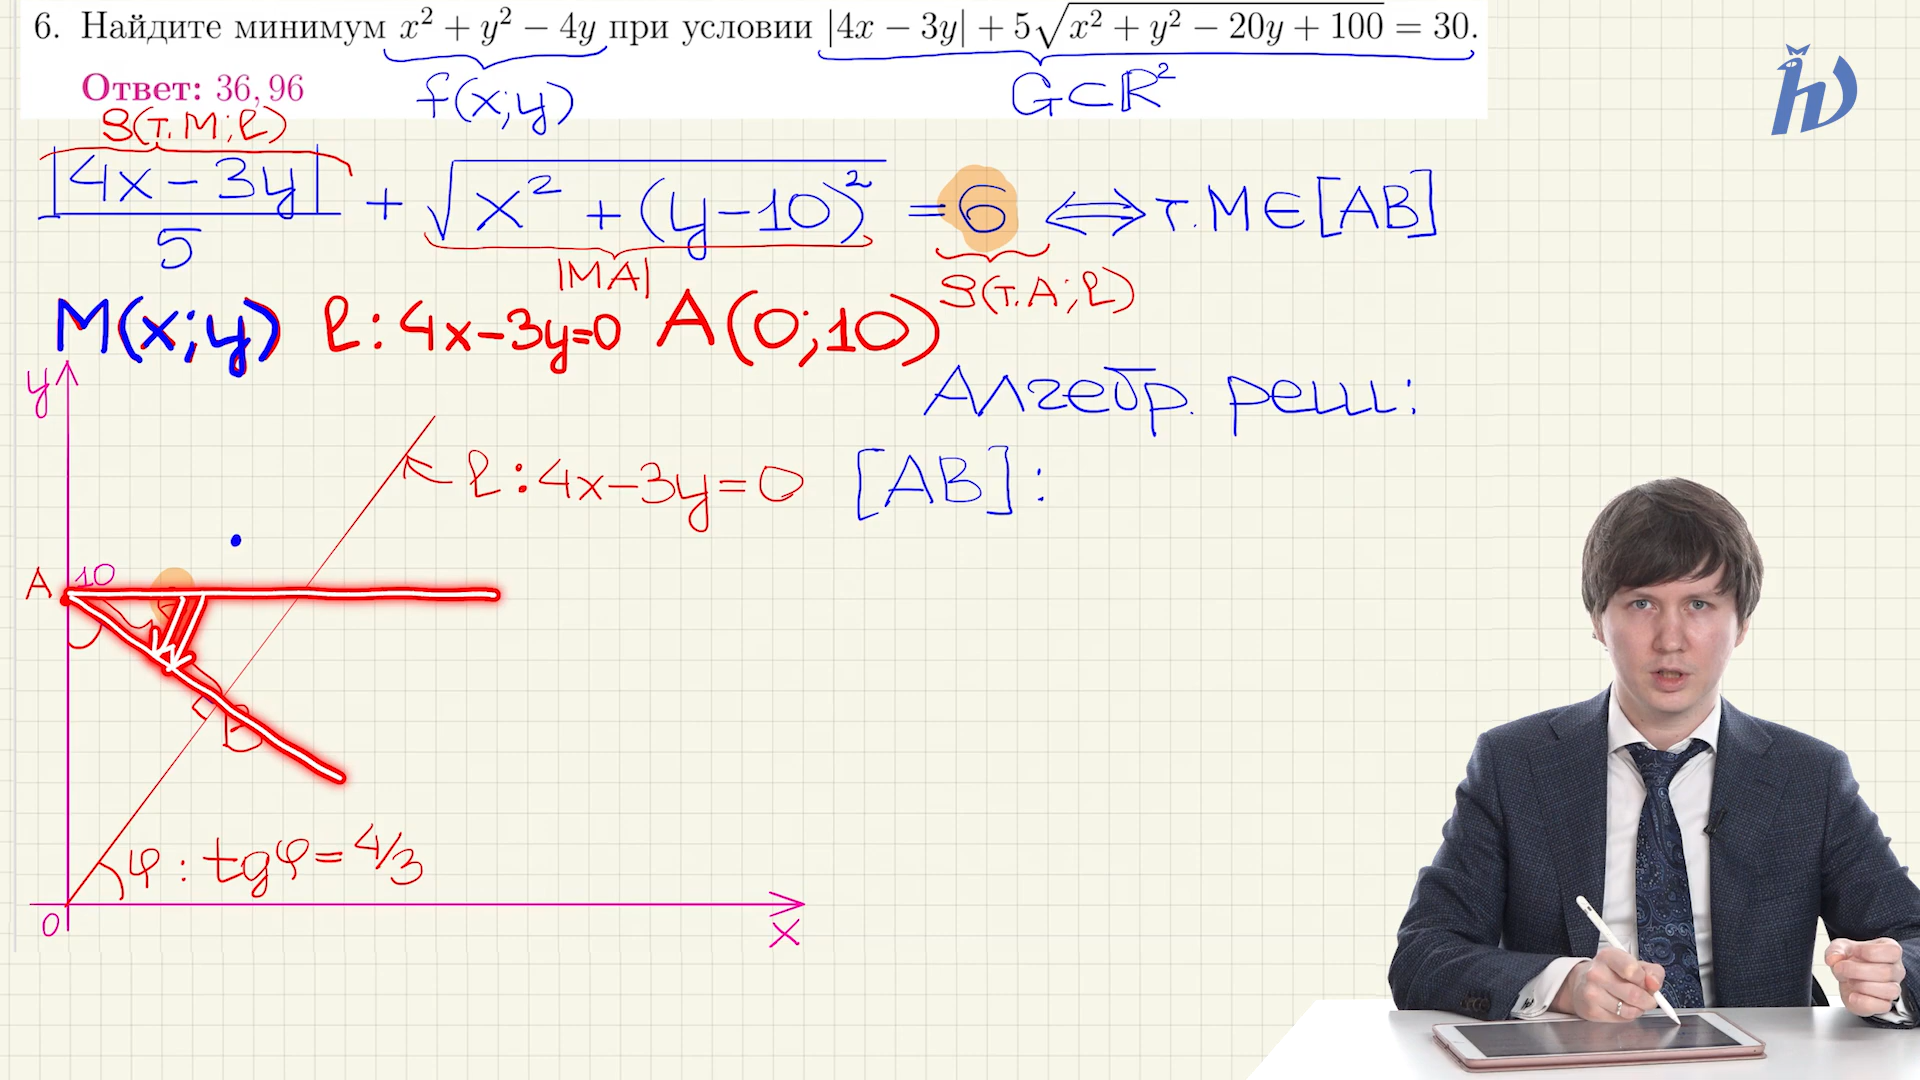 6. Найдите минимум x² + y² − 4y при условии |4x − 3y| + 5√(x² + y² − 20y + 100) = 30.
Ответ: 36, 96
f(x;y)
G⊂ℝ²
ρ(т.M;ℓ)
|4x − 3y|/5 + √(x² + (y−10)²) = 6 ⟺ т.M ∈ [AB]
|MA|
ρ(т.A;ℓ)
M(x;y) ℓ: 4x−3y=0 A(0;10)
y
Алгебр. реш:
ℓ: 4x−3y=0
[AB]:
A
10
B
φ: tgφ = 4/3
0
x